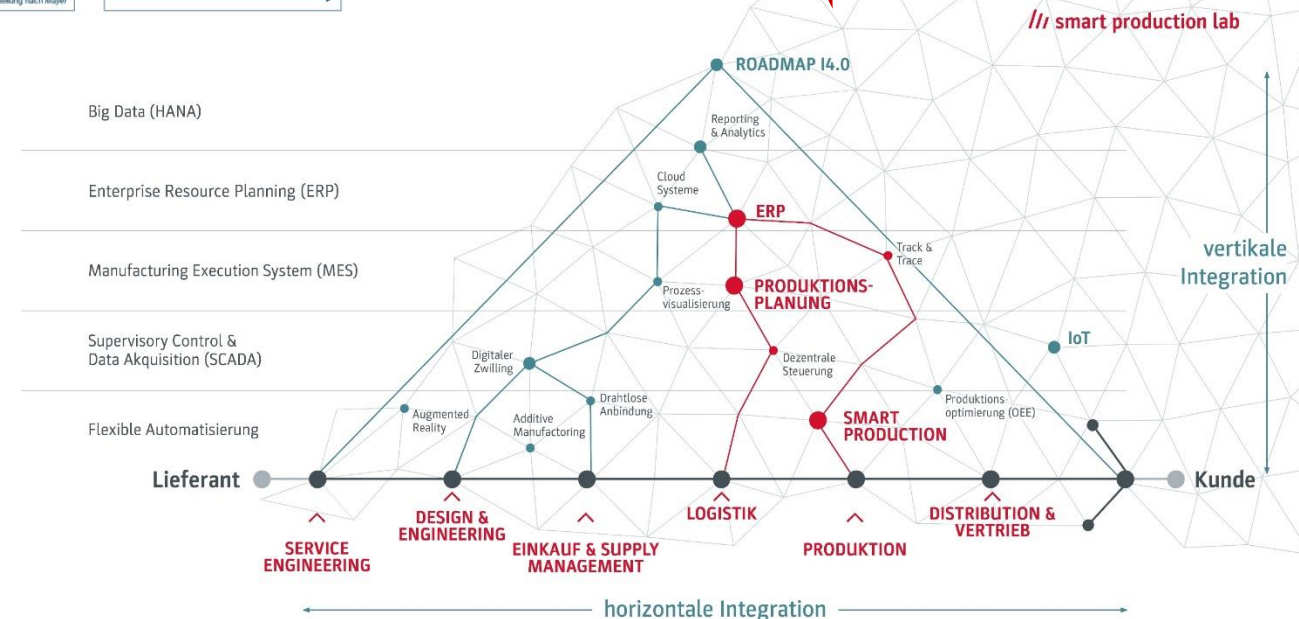 /// smart production lab
ROADMAP I4.0
Big Data (HANA)
Reporting
& Analytics
Enterprise Resource Planning (ERP)
Cloud
Systeme
ERP
Manufacturing Execution System (MES)
Track &
Trace
vertikale
Integration
Prozess-
visualisierung
PRODUKTIONS-
PLANUNG
Supervisory Control &
Data Akquisition (SCADA)
Digitaler
Zwilling
Dezentrale
Steuerung
IoT
Flexible Automatisierung
Augmented
Reality
Additive
Manufactoring
Drahtlose
Anbindung
SMART
PRODUCTION
Produktions
optimierung (OEE)
Lieferant
Kunde
SERVICE
ENGINEERING
DESIGN &
ENGINEERING
EINKAUF & SUPPLY
MANAGEMENT
LOGISTIK
PRODUKTION
DISTRIBUTION &
VERTRIEB
horizontale Integration